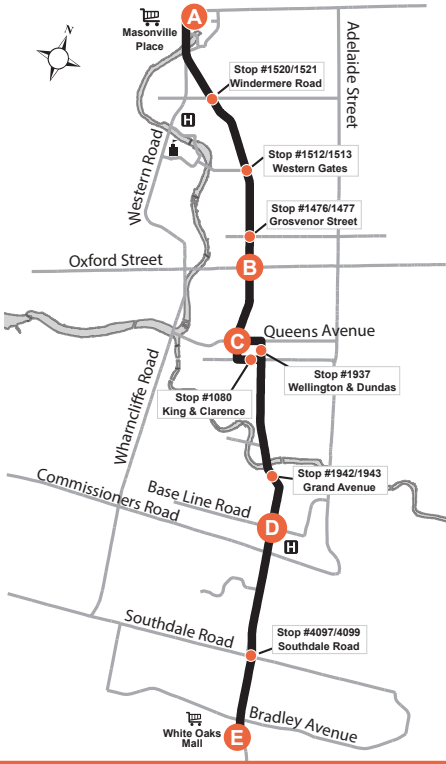 A
Masonville
Place
N
Adelaide Street
Stop #1520/1521
Windermere Road
H
Western Road
Stop #1512/1513
Western Gates
Stop #1476/1477
Grosvenor Street
Oxford Street
B
C
Queens Avenue
Stop #1937
Wellington & Dundas
Stop #1080
King & Clarence
Wharncliffe Road
Stop #1942/1943
Grand Avenue
Commissioners Road
Base Line Road
D
H
Southdale Road
Stop #4097/4099
Southdale Road
Bradley Avenue
White Oaks
Mall
E